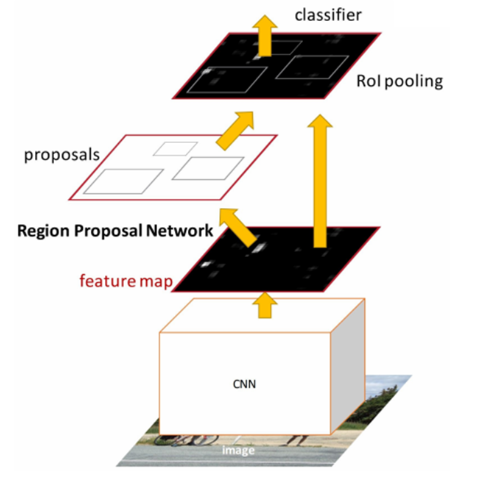 classifier
RoI pooling
proposals
Region Proposal Network
feature map
CNN
image